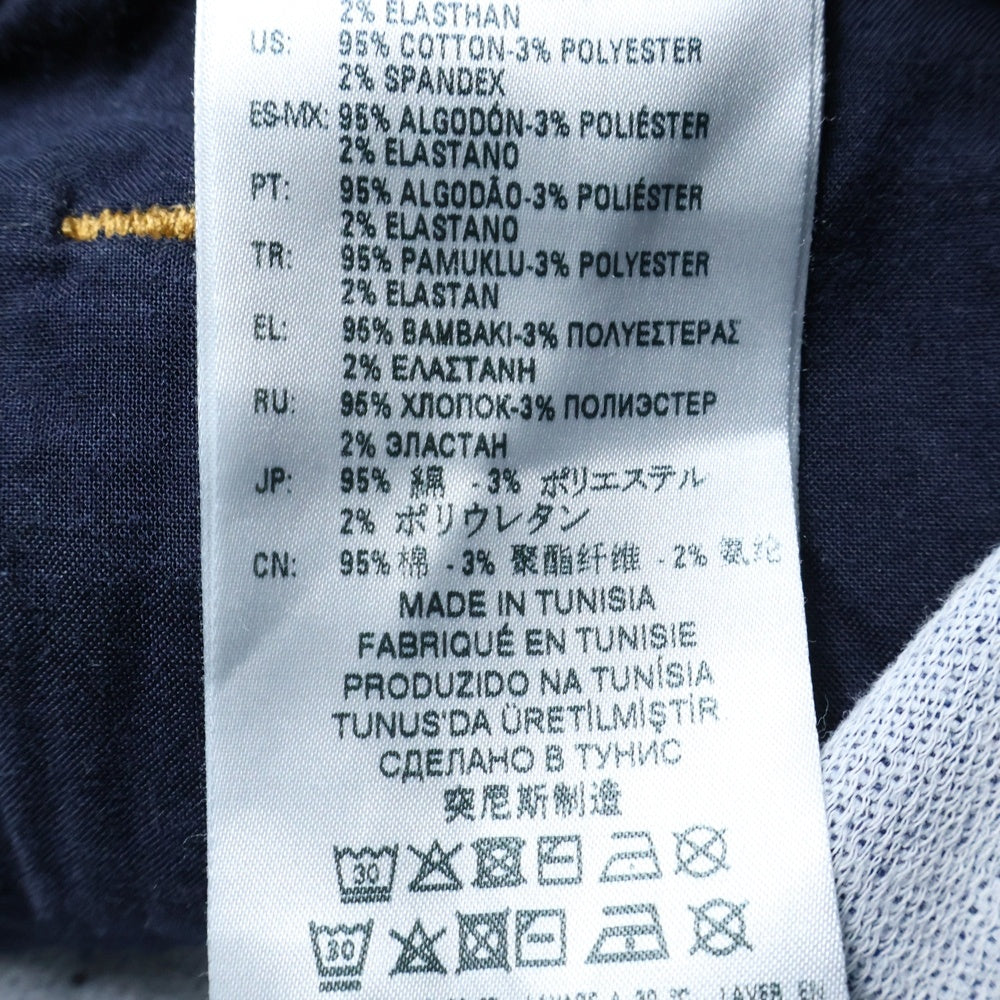 2% ELASTHAN
US: 95% COTTON-3% POLYESTER
2% SPANDEX
ES-MX: 95% ALGODÓN-3% POLIÉSTER
2% ELASTANO
PT: 95% ALGODÃO-3% POLIÉSTER
2% ELASTANO
TR: 95% PAMUKLU-3% POLYESTER
2% ELASTAN
EL: 95% ΒΑΜΒΑΚΙ-3% ΠΟΛΥΕΣΤΕΡΑΣ
2% ΕΛΑΣΤΑΝΗ
RU: 95% ХЛОПОК-3% ПОЛИЭСТЕР
2% ЭЛАСТАН
JP: 95% 綿 - 3% ポリエステル
2% ポリウレタン
CN: 95% 棉 - 3% 聚酯纤维 - 2% 氨纶
MADE IN TUNISIA
FABRIQUÉ EN TUNISIE
PRODUZIDO NA TUNÍSIA
TUNUS'DA ÜRETİLMİŞTİR
СДЕЛАНО В ТУНИС
突尼斯制造
30
30
LAVAGE A 30 °C